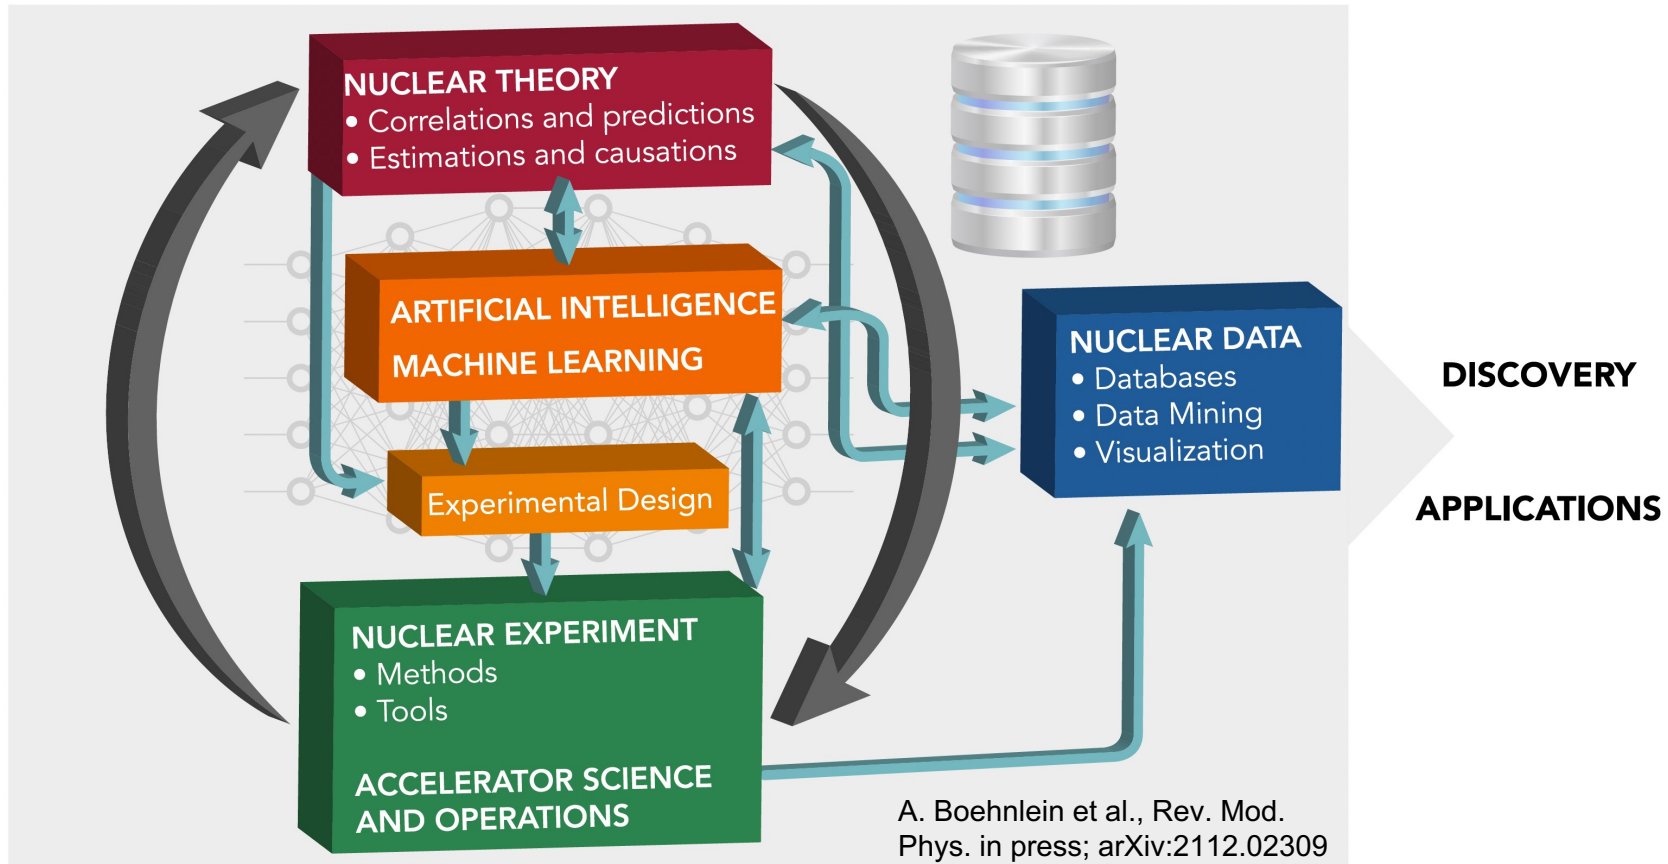 NUCLEAR THEORY
• Correlations and predictions
• Estimations and causations
ARTIFICIAL INTELLIGENCE
MACHINE LEARNING
Experimental Design
NUCLEAR EXPERIMENT
• Methods
• Tools
ACCELERATOR SCIENCE
AND OPERATIONS
NUCLEAR DATA
• Databases
• Data Mining
• Visualization
DISCOVERY
APPLICATIONS
A. Boehnlein et al., Rev. Mod.
Phys. in press; arXiv:2112.02309